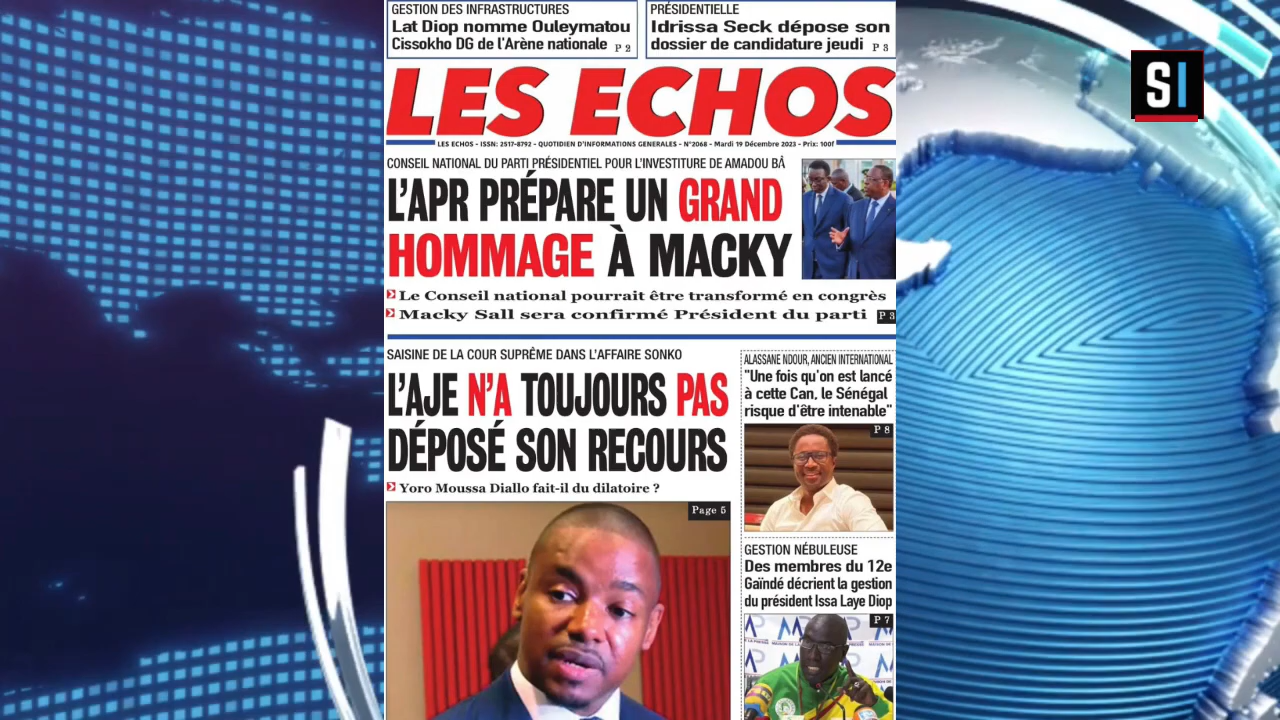 GESTION DES INFRASTRUCTURES
Lat Diop nomme Ouleymatou
Cissokho DG de l'Arène nationale P 2
PRÉSIDENTIELLE
Idrissa Seck dépose son
dossier de candidature jeudi P 3
SI
LES ECHOS
LES ECHOS - ISSN: 2517-8792 - QUOTIDIEN D'INFORMATIONS GENERALES - N°2068 - Mardi 19 Décembre 2023 - Prix: 100f
CONSEIL NATIONAL DU PARTI PRÉSIDENTIEL POUR L'INVESTITURE DE AMADOU BÂ
L'APR PRÉPARE UN GRAND
HOMMAGE À MACKY
Le Conseil national pourrait être transformé en congrès
Macky Sall sera confirmé Président du parti P 3
SAISINE DE LA COUR SUPRÊME DANS L'AFFAIRE SONKO
L'AJE N'A TOUJOURS PAS
DÉPOSÉ SON RECOURS
Yoro Moussa Diallo fait-il du dilatoire ?
Page 5
ALASSANE NDOUR, ANCIEN INTERNATIONAL
"Une fois qu'on est lancé
à cette Can, le Sénégal
risque d'être intenable"
P 8
GESTION NÉBULEUSE
Des membres du 12e
Gaïndé décrient la gestion
du président Issa Laye Diop
P 7